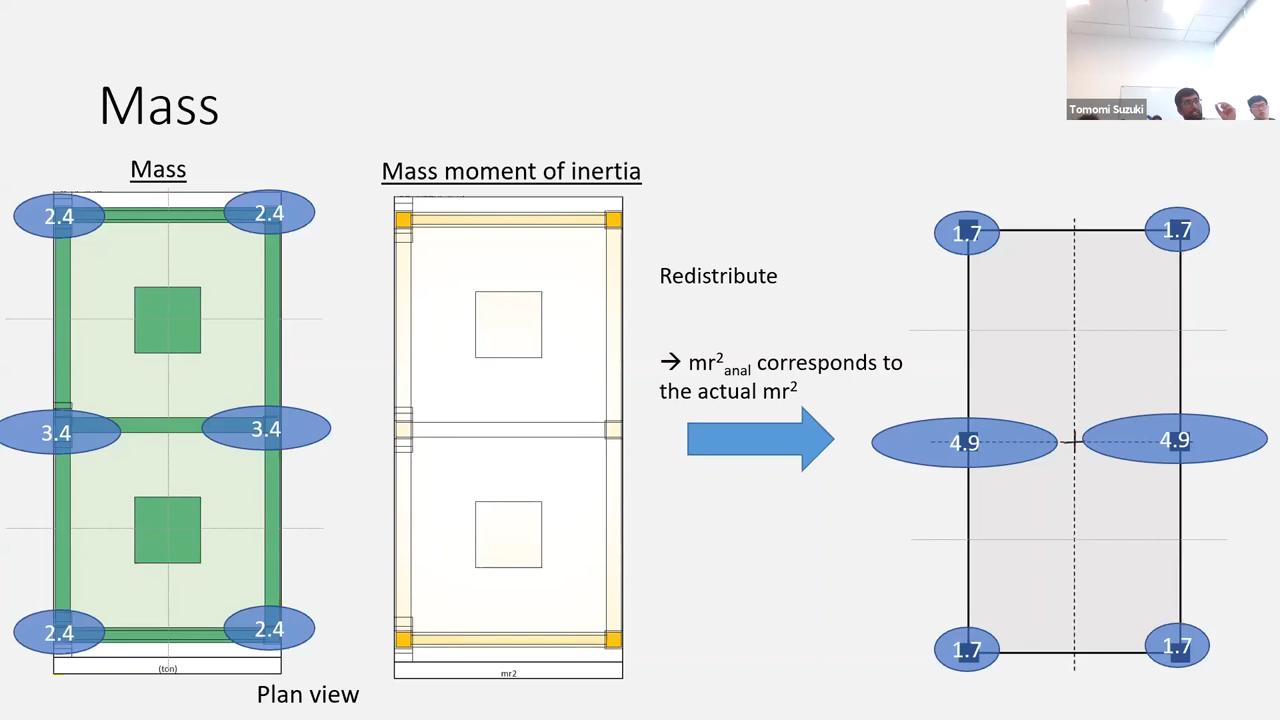 Tomomi Suzuki
Mass
Mass
Mass moment of inertia
2.4
2.4
3.4
3.4
2.4
2.4
(ton)
mr2
Plan view
Redistribute
→ mr²anal corresponds to
the actual mr²
1.7
1.7
4.9
4.9
1.7
1.7